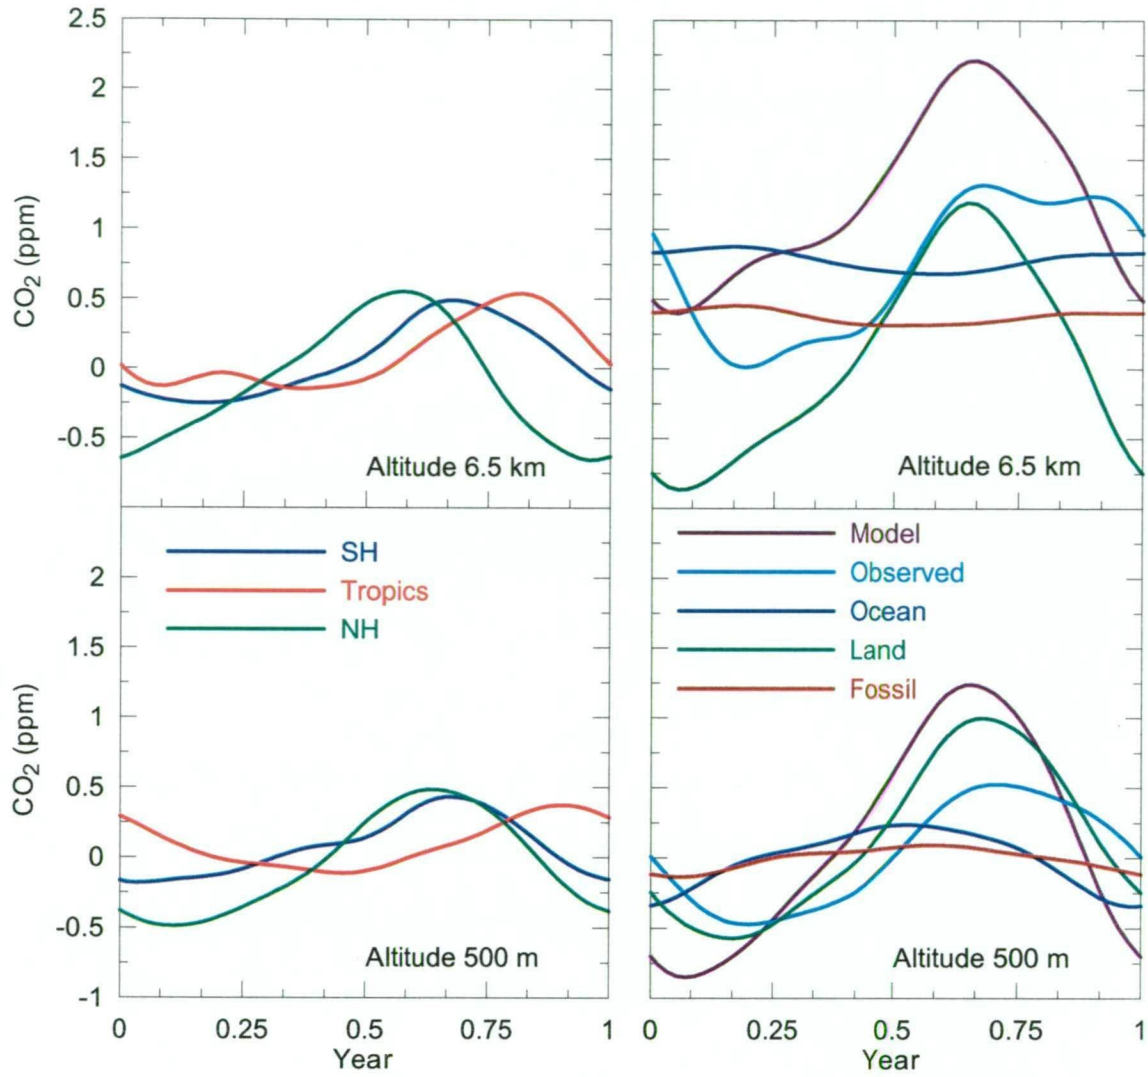 2.5
2
1.5
1
0.5
0
-0.5
CO2 (ppm)
Altitude 6.5 km
Altitude 6.5 km
SH
Tropics
NH
Model
Observed
Ocean
Land
Fossil
2
1.5
1
0.5
0
-0.5
-1
CO2 (ppm)
Altitude 500 m
Altitude 500 m
0 0.25 0.5 0.75 1
Year
0 0.25 0.5 0.75 1
Year